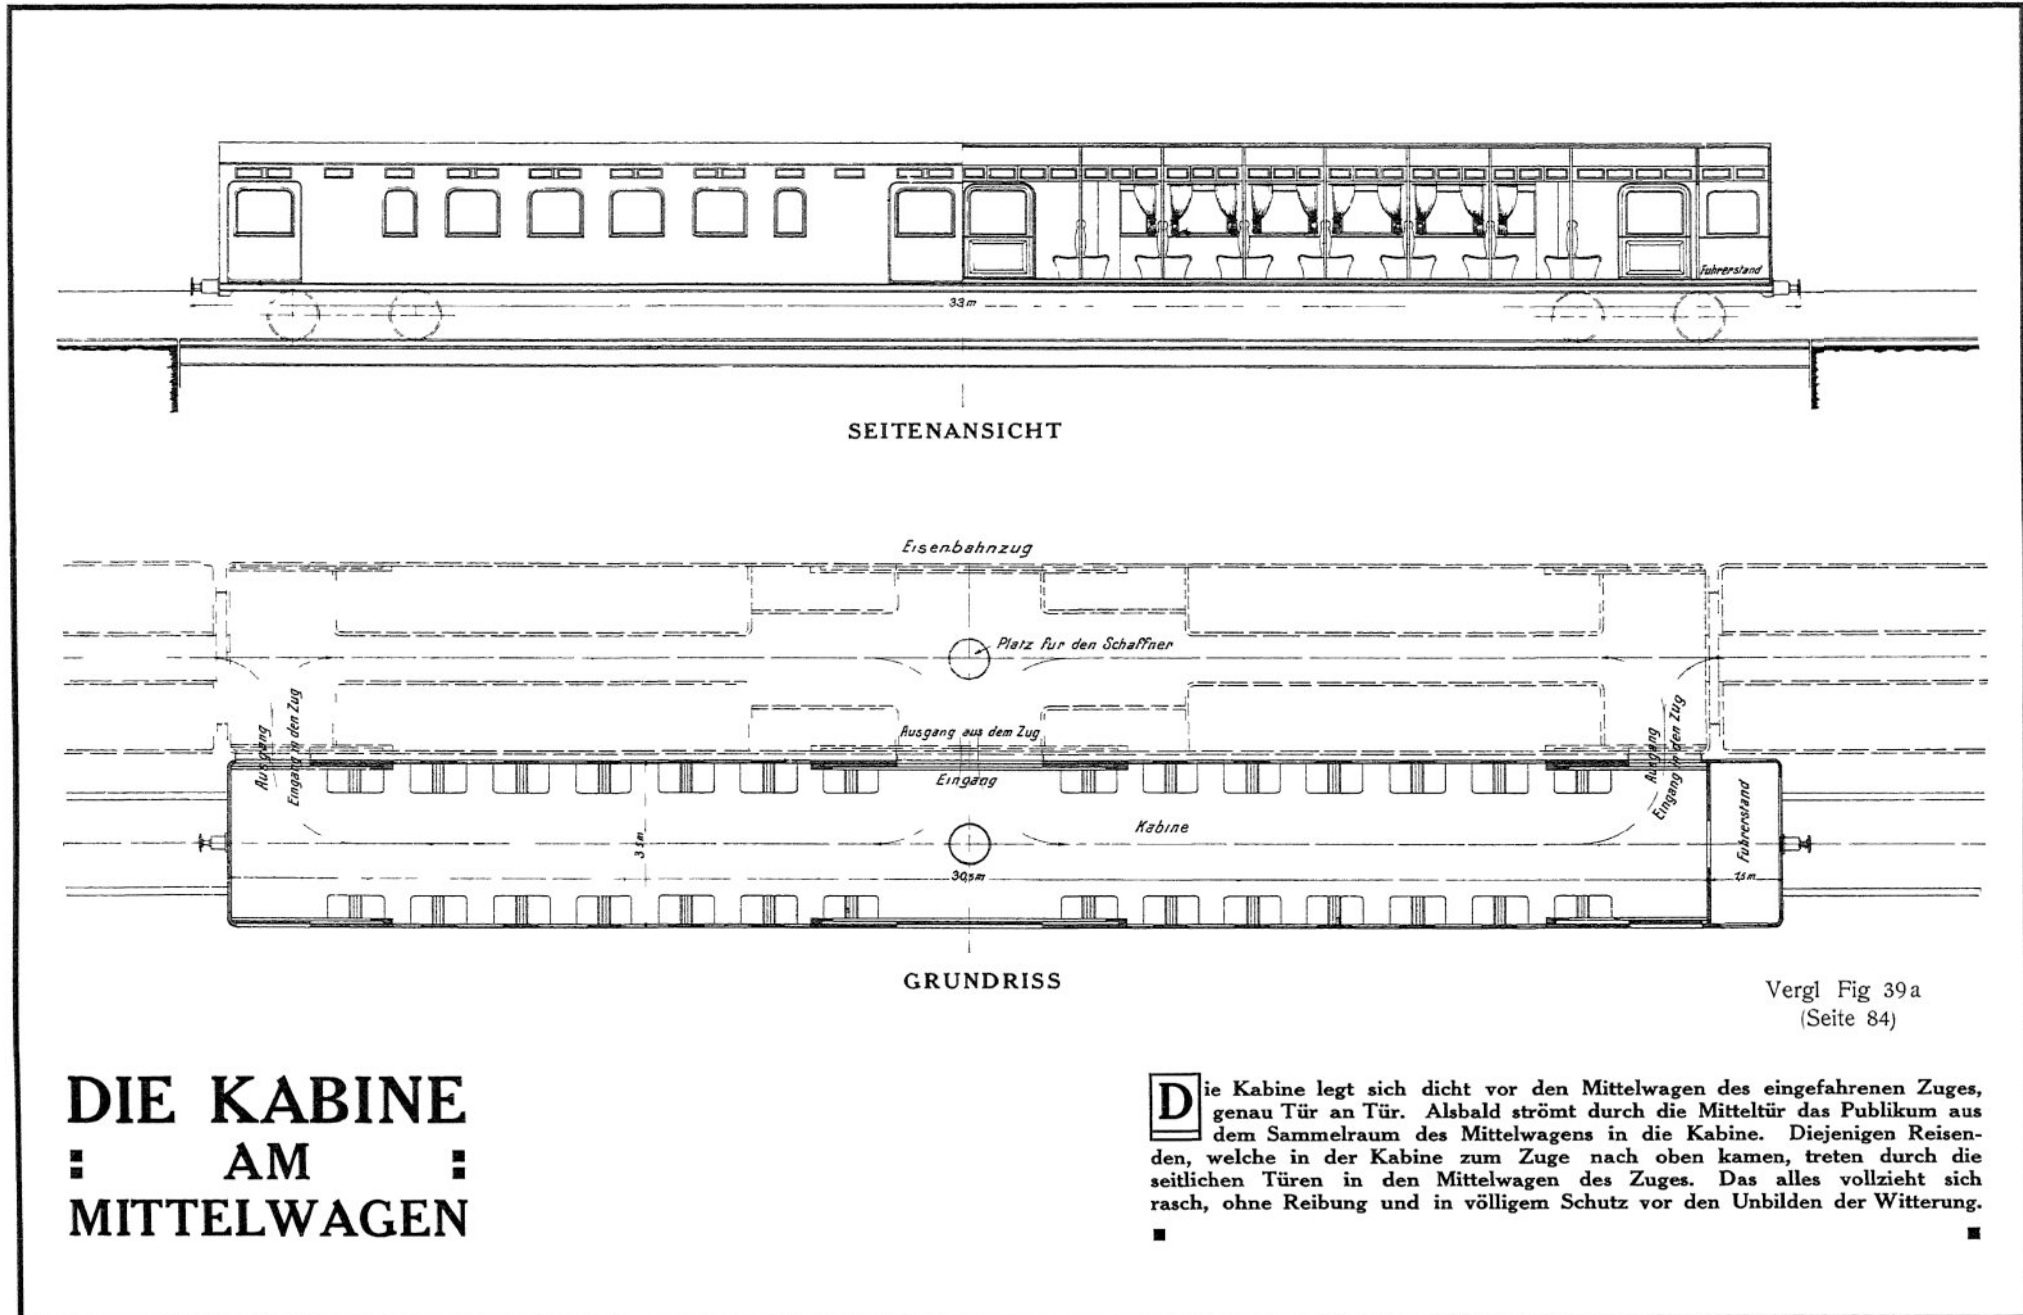 Führerstand
33 m
SEITENANSICHT
Eisenbahnzug
Platz für den Schaffner
Ausgang
Eingang in den Zug
Ausgang aus dem Zug
Ausgang
Eingang in den Zug
Eingang
Kabine
Führerstand
3 5m
30,5m
1,5 m
GRUNDRISS
Vergl Fig 39a
(Seite 84)
DIE KABINE
AM
MITTELWAGEN
Die Kabine legt sich dicht vor den Mittelwagen des eingefahrenen Zuges,
genau Tür an Tür. Alsbald strömt durch die Mitteltür das Publikum aus
dem Sammelraum des Mittelwagens in die Kabine. Diejenigen Reisen-
den, welche in der Kabine zum Zuge nach oben kamen, treten durch die
seitlichen Türen in den Mittelwagen des Zuges. Das alles vollzieht sich
rasch, ohne Reibung und in völligem Schutz vor den Unbilden der Witterung.